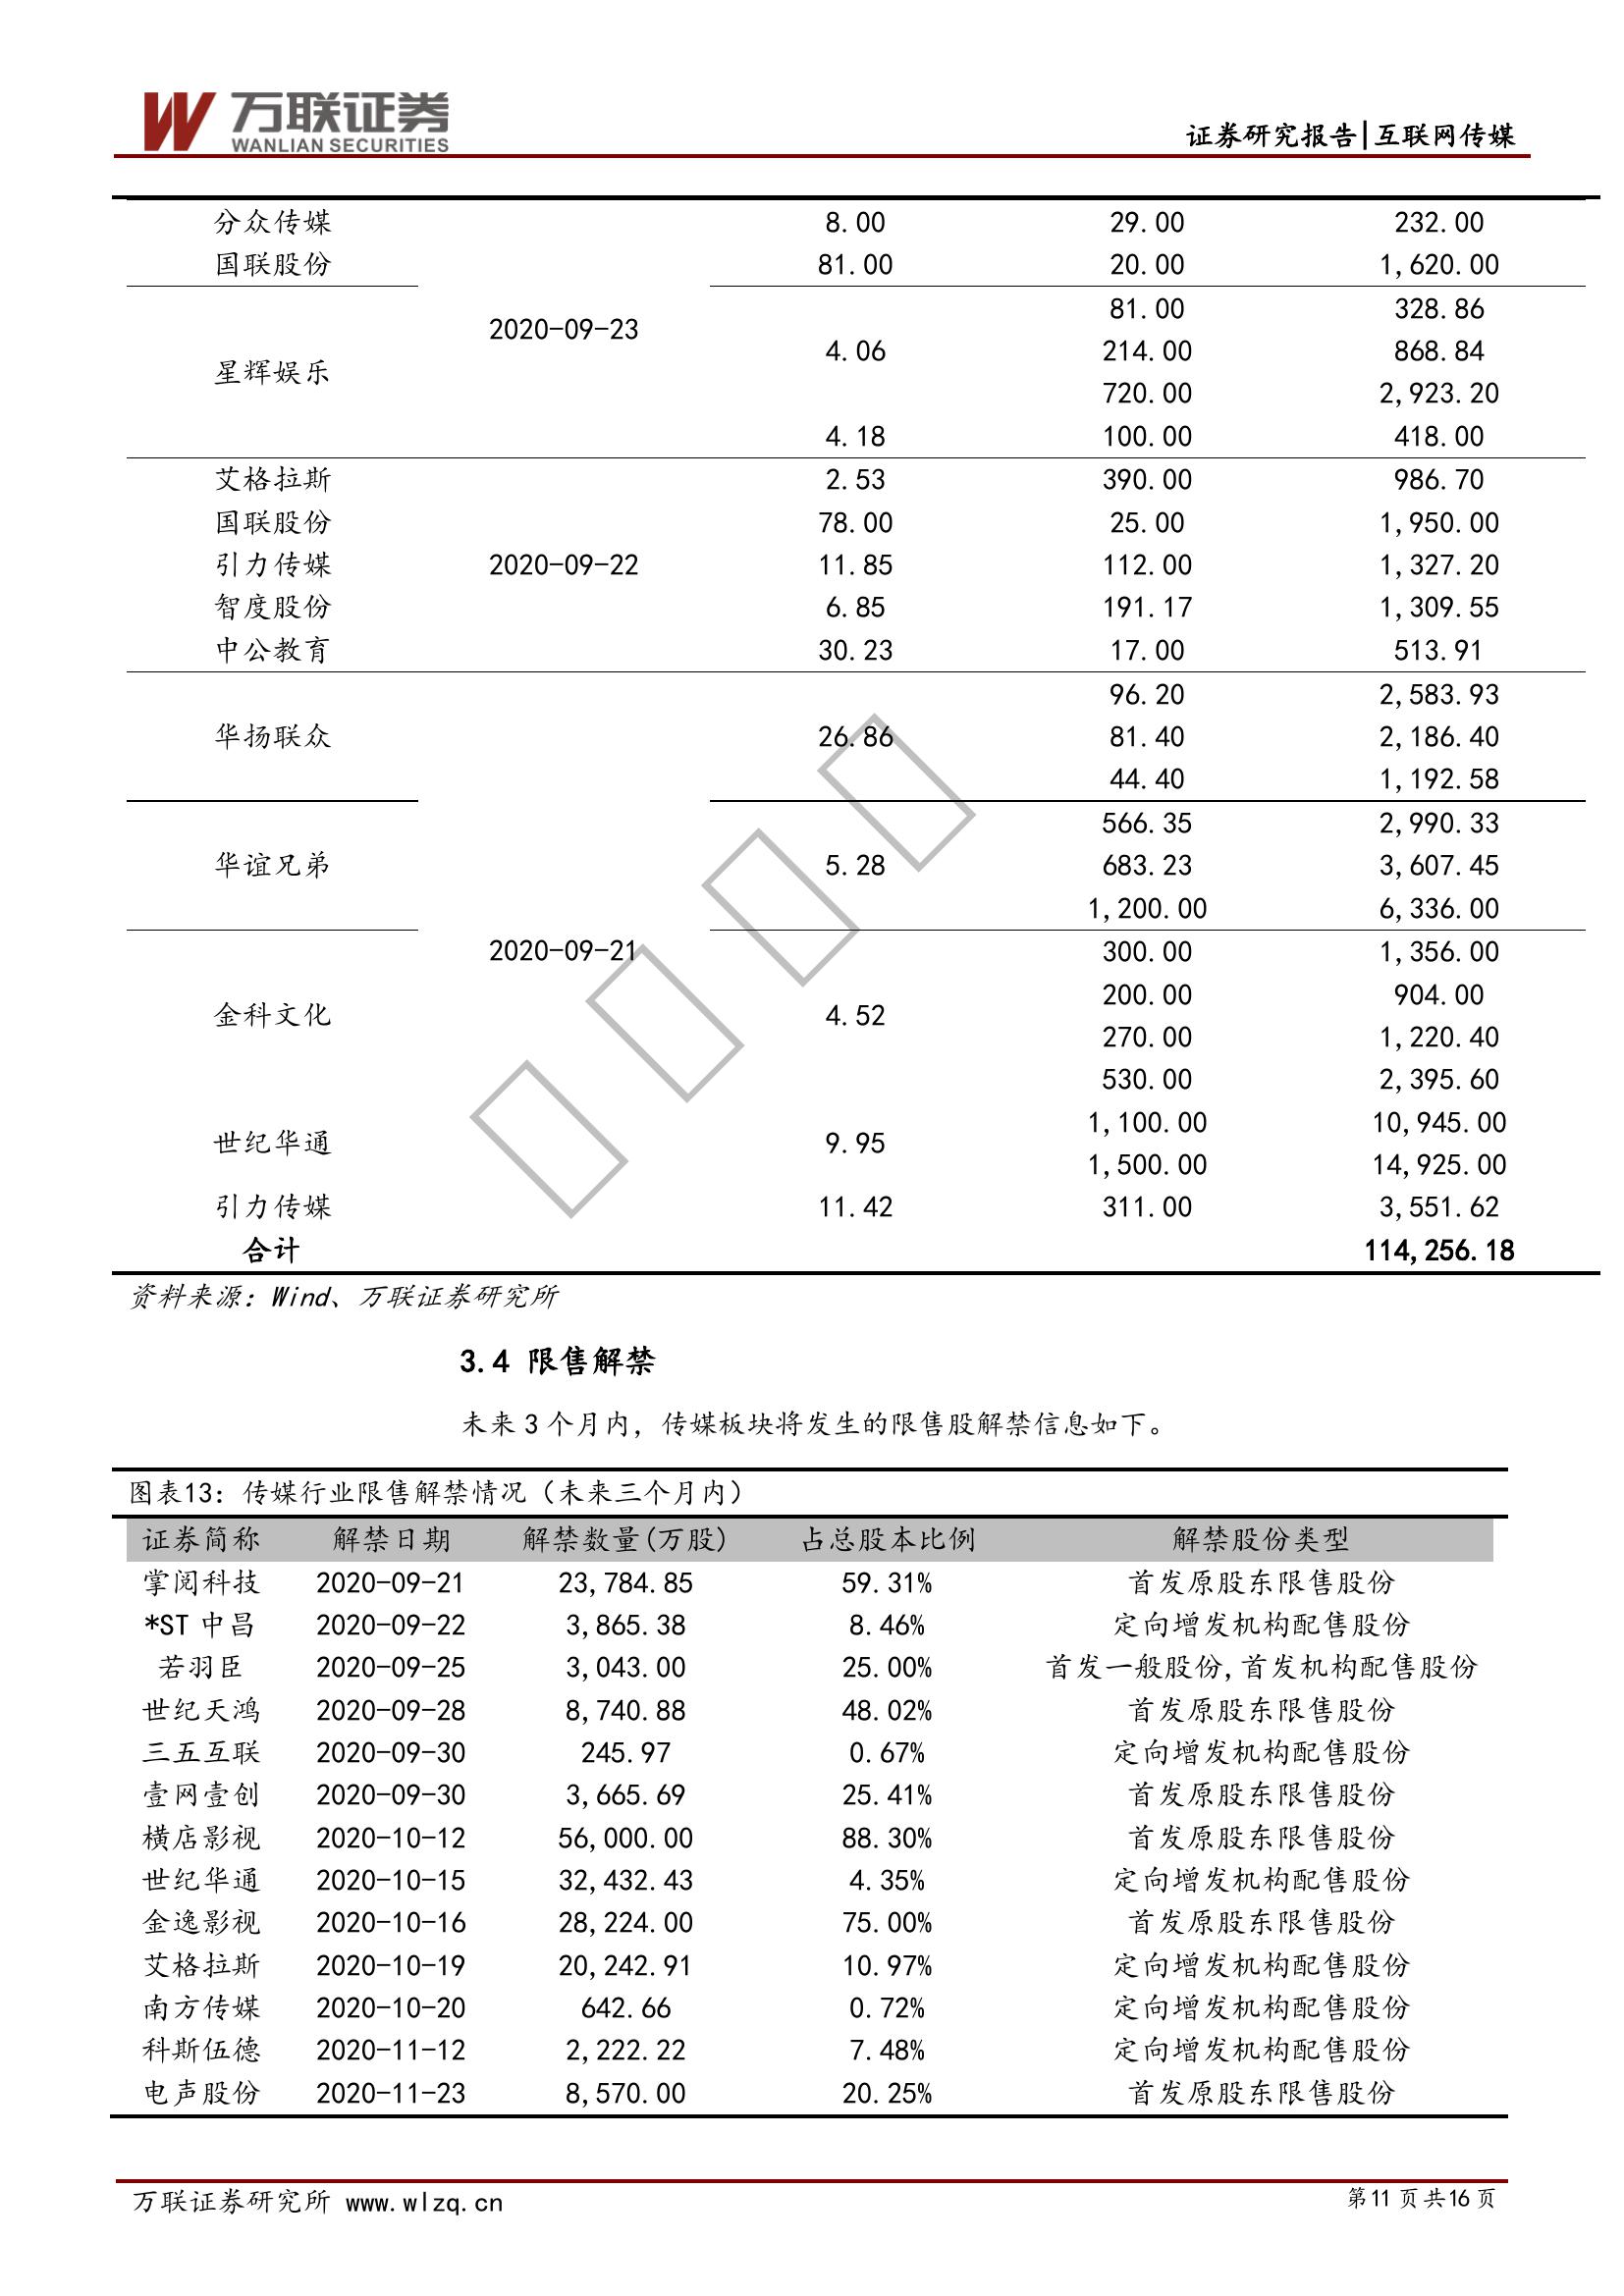 万联证券
WANLIAN SECURITIES
证券研究报告|互联网传媒
分众传媒 8.00 29.00 232.00
国联股份 81.00 20.00 1,620.00
81.00 328.86
2020-09-23
4.06 214.00 868.84
星辉娱乐
720.00 2,923.20
4.18 100.00 418.00
艾格拉斯 2.53 390.00 986.70
国联股份 78.00 25.00 1,950.00
引力传媒 2020-09-22 11.85 112.00 1,327.20
智度股份 6.85 191.17 1,309.55
中公教育 30.23 17.00 513.91
96.20 2,583.93
华扬联众 26.86 81.40 2,186.40
44.40 1,192.58
566.35 2,990.33
华谊兄弟 5.28 683.23 3,607.45
1,200.00 6,336.00
2020-09-21 300.00 1,356.00
200.00 904.00
金科文化 4.52
270.00 1,220.40
530.00 2,395.60
1,100.00 10,945.00
世纪华通 9.95
1,500.00 14,925.00
引力传媒 11.42 311.00 3,551.62
合计 114,256.18
资料来源：Wind、万联证券研究所
3.4 限售解禁
未来 3 个月内，传媒板块将发生的限售股解禁信息如下。
图表13：传媒行业限售解禁情况（未来三个月内）
证券简称 解禁日期 解禁数量(万股) 占总股本比例 解禁股份类型
掌阅科技 2020-09-21 23,784.85 59.31% 首发原股东限售股份
*ST 中昌 2020-09-22 3,865.38 8.46% 定向增发机构配售股份
若羽臣 2020-09-25 3,043.00 25.00% 首发一般股份,首发机构配售股份
世纪天鸿 2020-09-28 8,740.88 48.02% 首发原股东限售股份
三五互联 2020-09-30 245.97 0.67% 定向增发机构配售股份
壹网壹创 2020-09-30 3,665.69 25.41% 首发原股东限售股份
横店影视 2020-10-12 56,000.00 88.30% 首发原股东限售股份
世纪华通 2020-10-15 32,432.43 4.35% 定向增发机构配售股份
金逸影视 2020-10-16 28,224.00 75.00% 首发原股东限售股份
艾格拉斯 2020-10-19 20,242.91 10.97% 定向增发机构配售股份
南方传媒 2020-10-20 642.66 0.72% 定向增发机构配售股份
科斯伍德 2020-11-12 2,222.22 7.48% 定向增发机构配售股份
电声股份 2020-11-23 8,570.00 20.25% 首发原股东限售股份
万联证券研究所 www.wlzq.cn 第11 页 共16 页